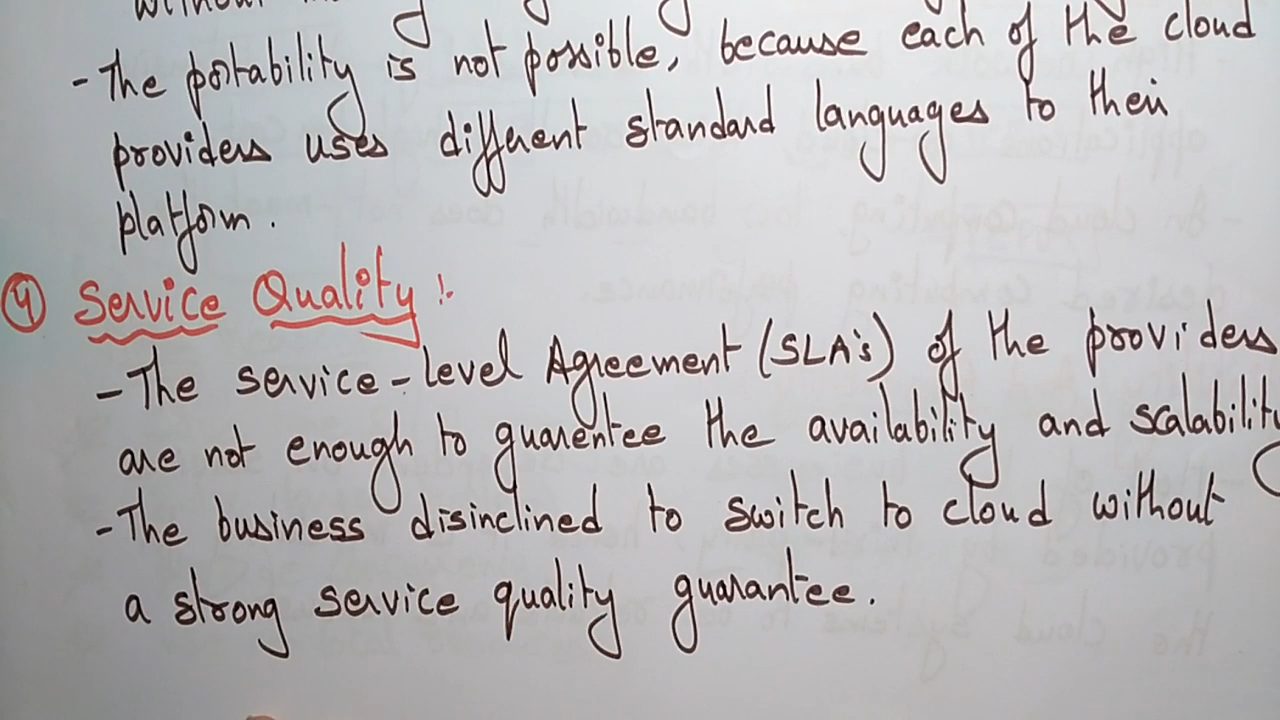 without
- The portability is not possible, because each of the cloud
providers uses different standard languages to their
platform.
4 Service Quality :
- The service-level Agreement (SLA's) of the providers
are not enough to guarentee the availability and scalability
- The business disinclined to switch to cloud without
a strong service quality guarantee.